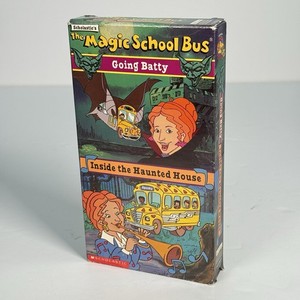 Scholastic's
The Magic School Bus
Going Batty
Inside the Haunted House
SCHOLASTIC